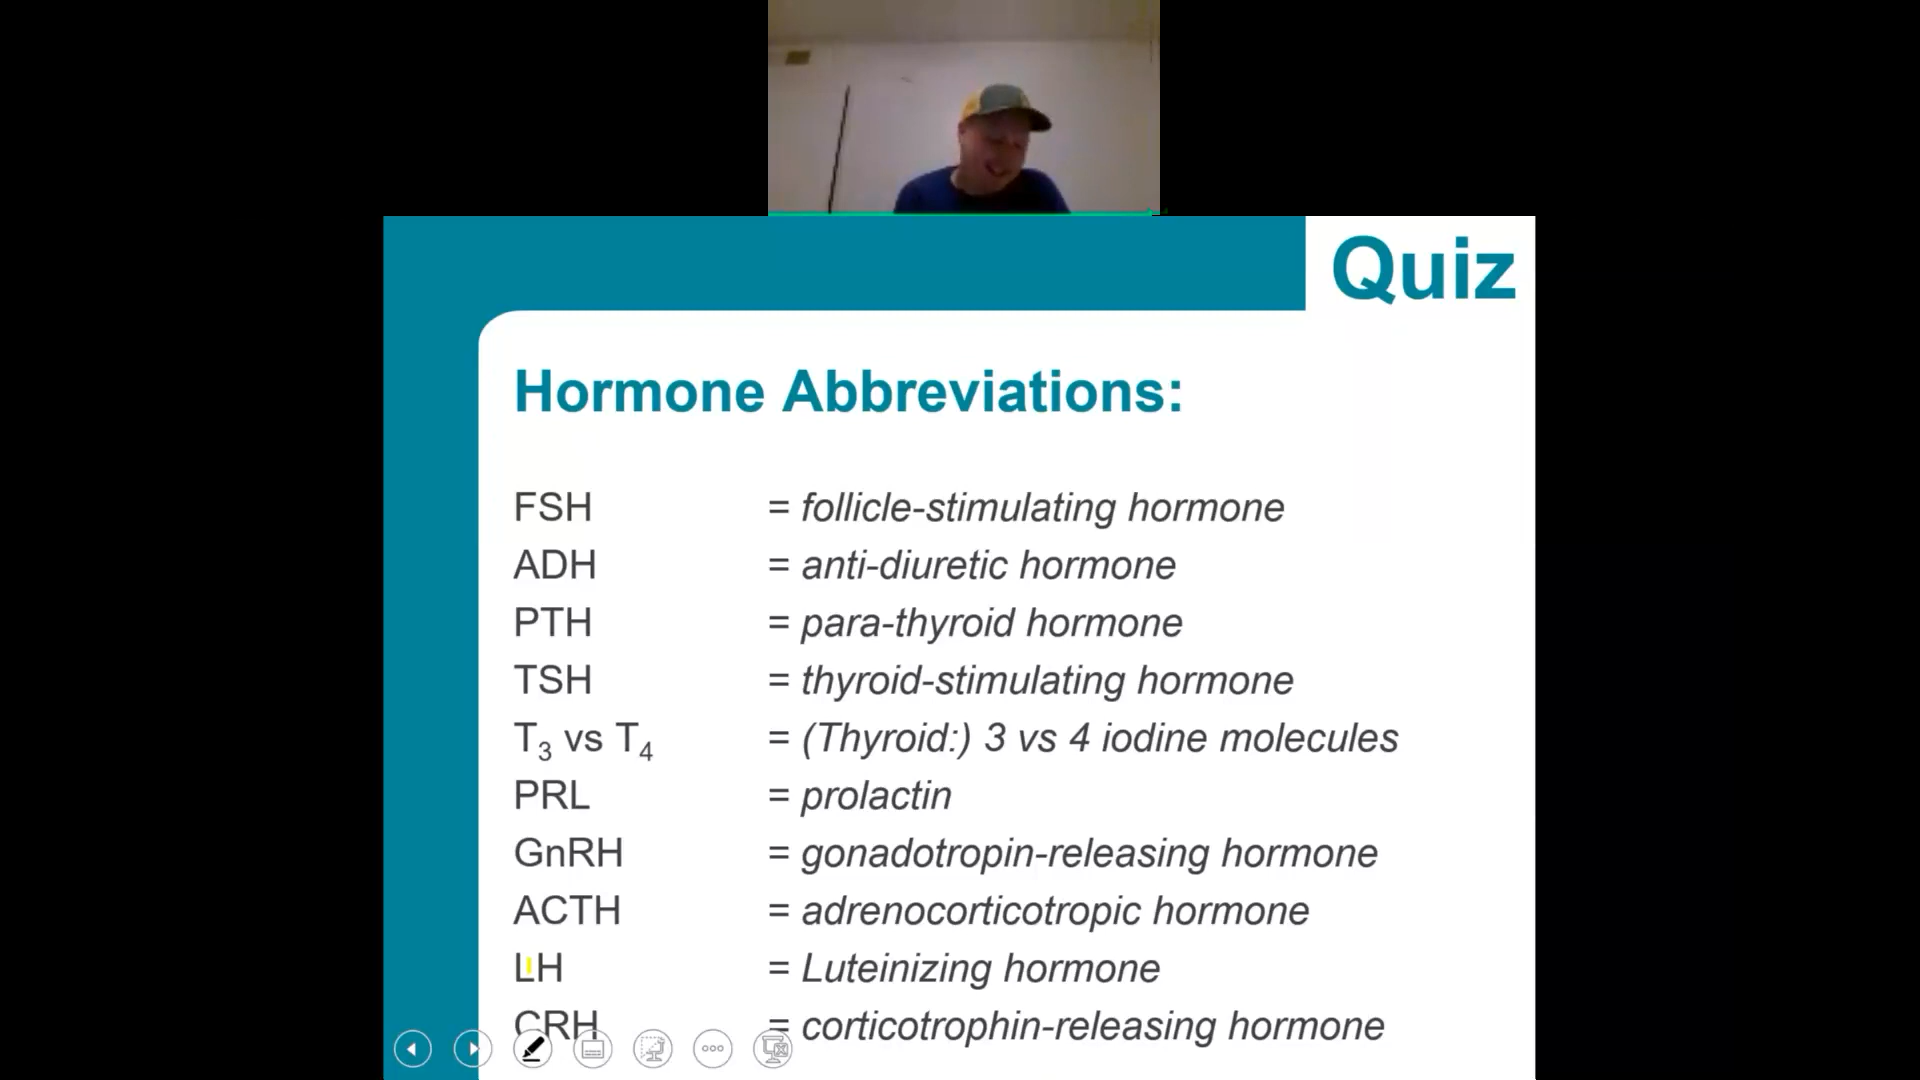 Quiz
Hormone Abbreviations:
FSH = follicle-stimulating hormone
ADH = anti-diuretic hormone
PTH = para-thyroid hormone
TSH = thyroid-stimulating hormone
T₃ vs T₄ = (Thyroid:) 3 vs 4 iodine molecules
PRL = prolactin
GnRH = gonadotropin-releasing hormone
ACTH = adrenocorticotropic hormone
LH = Luteinizing hormone
CRH = corticotrophin-releasing hormone